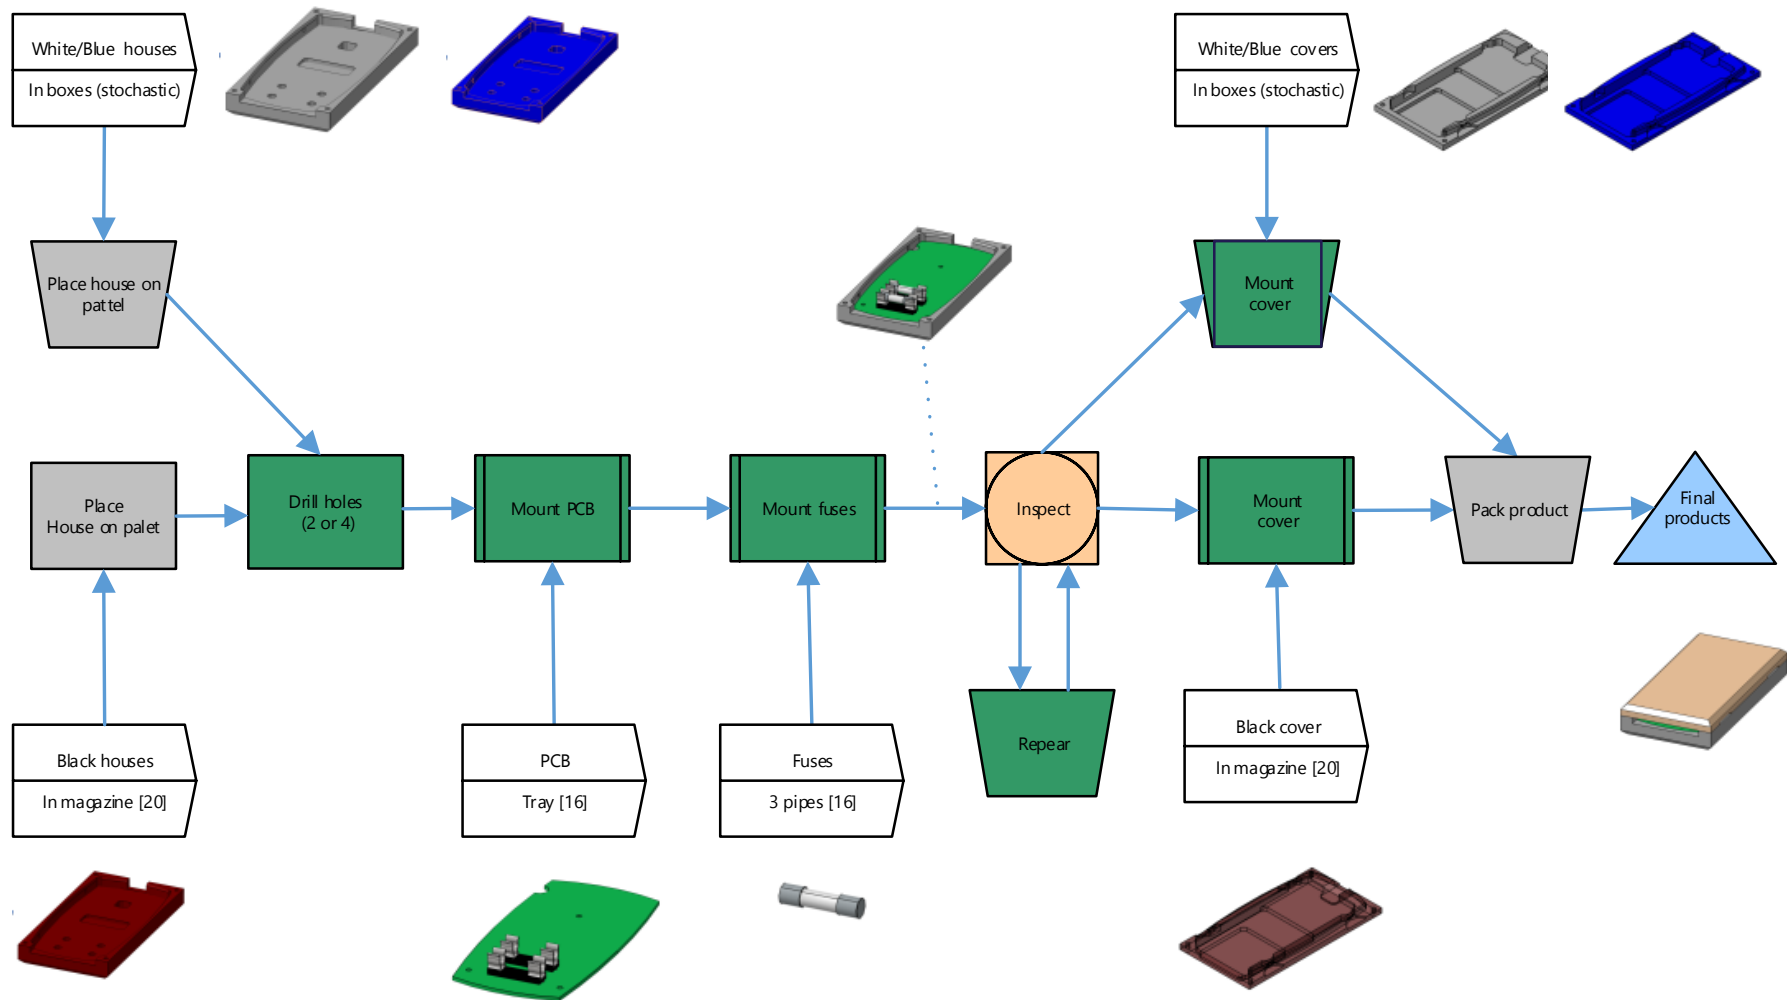 White/Blue houses
In boxes (stochastic)
White/Blue covers
In boxes (stochastic)
Place house on
pattel
Mount
cover
Place
House on palet
Drill holes
(2 or 4)
Mount PCB
Mount fuses
Inspect
Mount
cover
Pack product
Final
products
Repear
Black houses
In magazine [20]
PCB
Tray [16]
Fuses
3 pipes [16]
Black cover
In magazine [20]